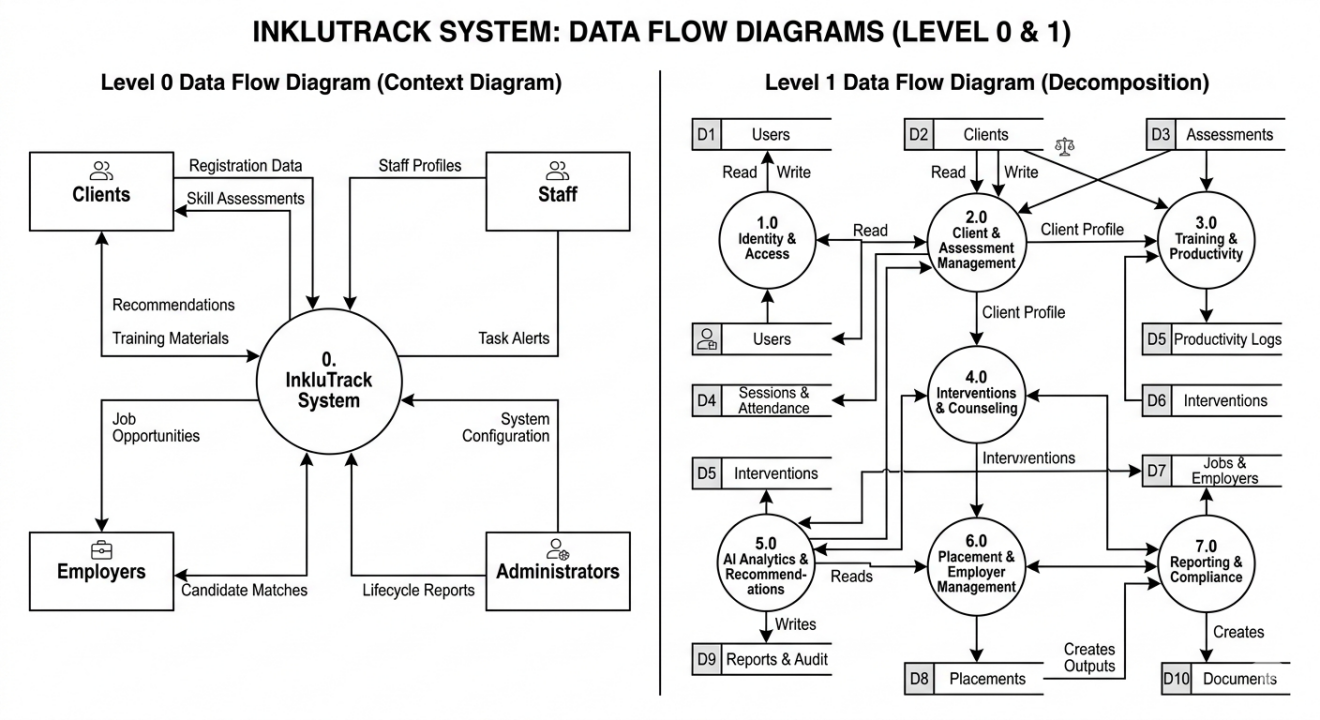 INKLUTRACK SYSTEM: DATA FLOW DIAGRAMS (LEVEL 0 & 1)
Level 0 Data Flow Diagram (Context Diagram)
Clients
Registration Data
Skill Assessments
Staff Profiles
Staff
Recommendations
Training Materials
Task Alerts
0.
InkluTrack
System
Job
Opportunities
System
Configuration
Employers
Candidate Matches
Lifecycle Reports
Administrators
Level 1 Data Flow Diagram (Decomposition)
D1 Users
D2 Clients
D3 Assessments
Read Write
Read
Write
1.0
Identity &
Access
Read
2.0
Client &
Assessment
Management
Client Profile
3.0
Training &
Productivity
Client Profile
Users
D5 Productivity Logs
D4 Sessions &
Attendance
4.0
Interventions
& Counseling
D6 Interventions
D5 Interventions
Interventions
D7 Jobs &
Employers
5.0
AI Analytics &
Recommend-
ations
Reads
6.0
Placement &
Employer
Management
7.0
Reporting &
Compliance
Writes
Creates
D9 Reports & Audit
Creates
Outputs
D8 Placements
D10 Documents